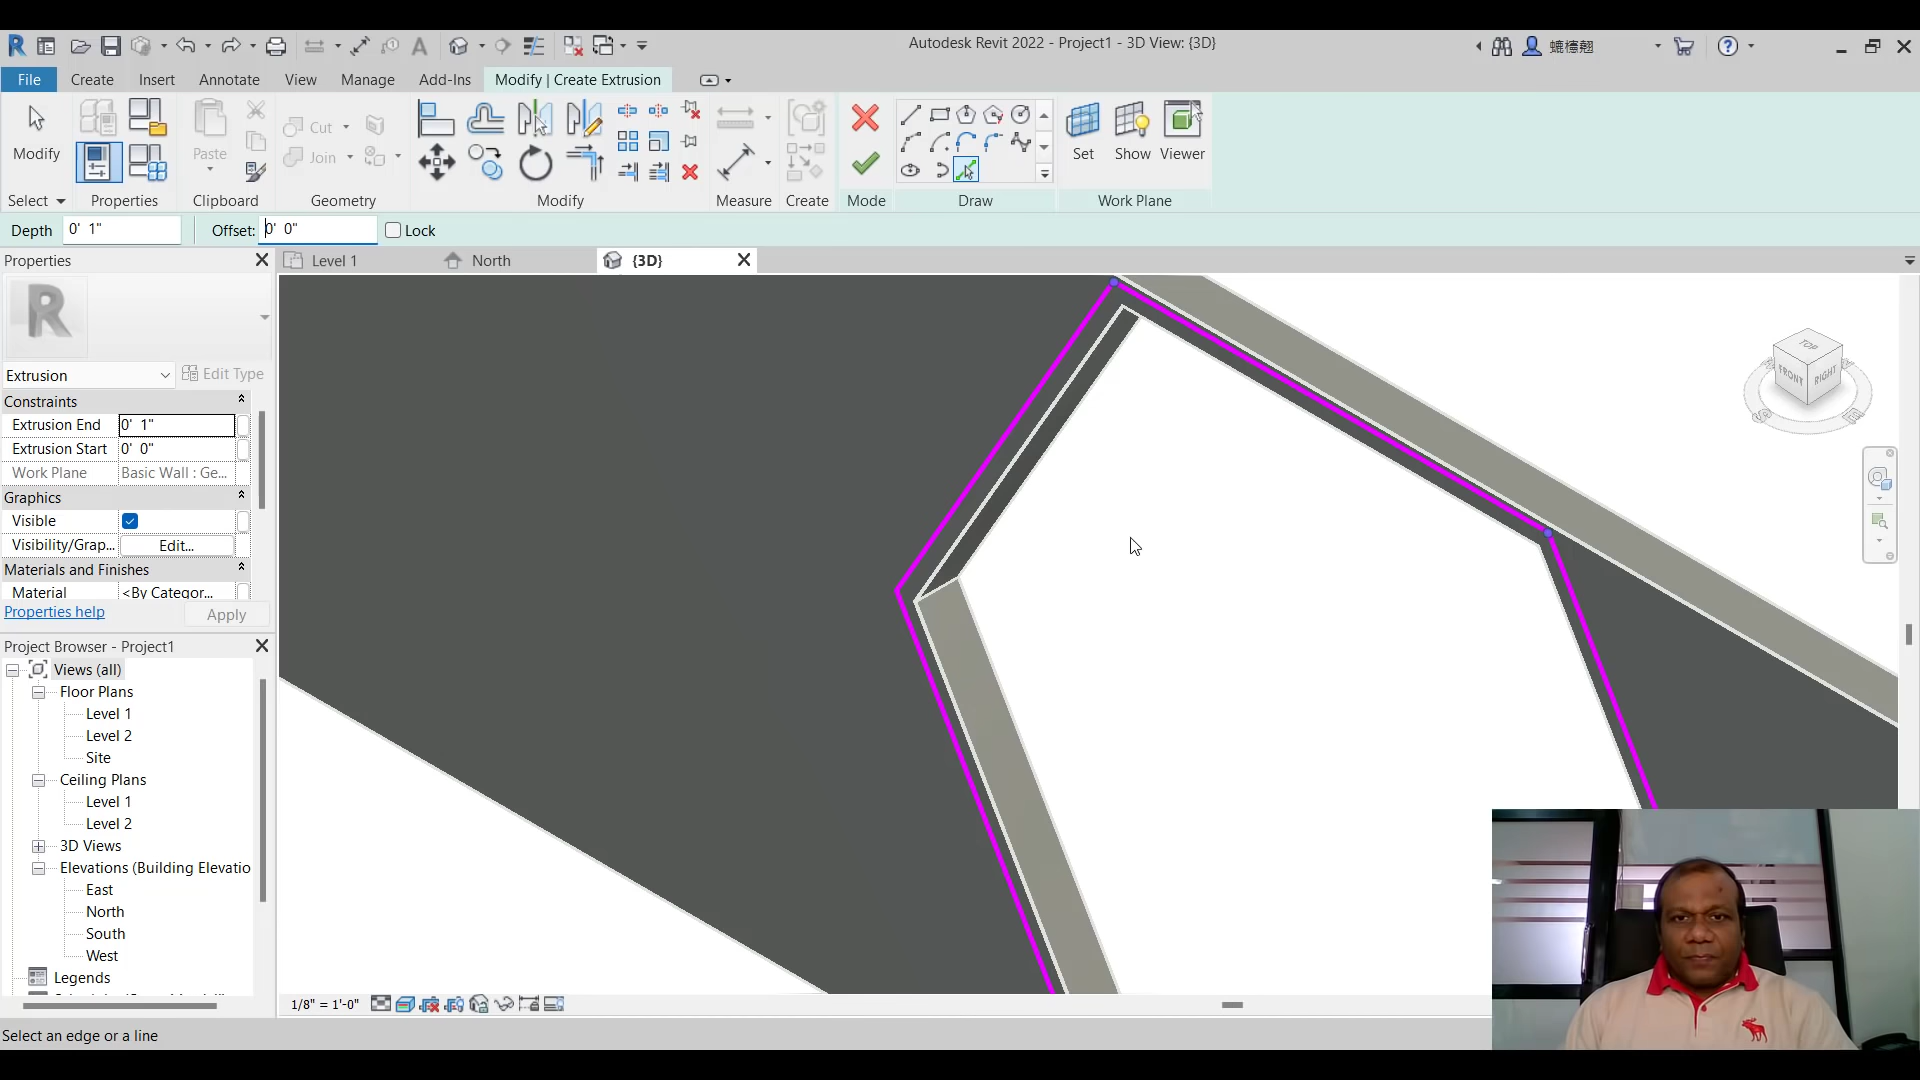 Autodesk Revit 2022 - Project1 - 3D View: {3D}
蟅檯翗
File Create Insert Annotate View Manage Add-Ins Modify | Create Extrusion
Modify
Paste
Cut
Join
Set Show Viewer
Select Properties Clipboard Geometry Modify Measure Create Mode Draw Work Plane
Depth 0' 1" Offset: 0' 0" Lock
Properties
Level 1 North {3D}
R
Extrusion Edit Type
Constraints
Extrusion End 0' 1"
Extrusion Start 0' 0"
Work Plane Basic Wall : Ge...
Graphics
Visible
Visibility/Grap... Edit...
Materials and Finishes
Material <By Categor...
Properties help Apply
Project Browser - Project1
Views (all)
Floor Plans
Level 1
Level 2
Site
Ceiling Plans
Level 1
Level 2
3D Views
Elevations (Building Elevatio
East
North
South
West
Legends
TOP
FRONT RIGHT
1/8" = 1'-0"
Select an edge or a line